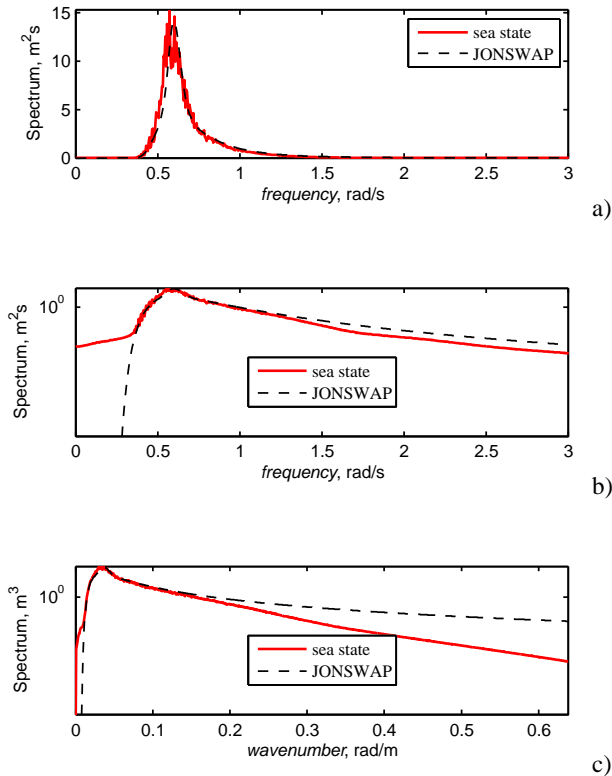 15
10
5
0
Spectrum, m²s
sea state
JONSWAP
0 0.5 1 1.5 2 2.5 3
frequency, rad/s
a)
10⁰
Spectrum, m²s
sea state
JONSWAP
0 0.5 1 1.5 2 2.5 3
frequency, rad/s
b)
10⁰
Spectrum, m³
sea state
JONSWAP
0 0.1 0.2 0.3 0.4 0.5 0.6
wavenumber, rad/m
c)